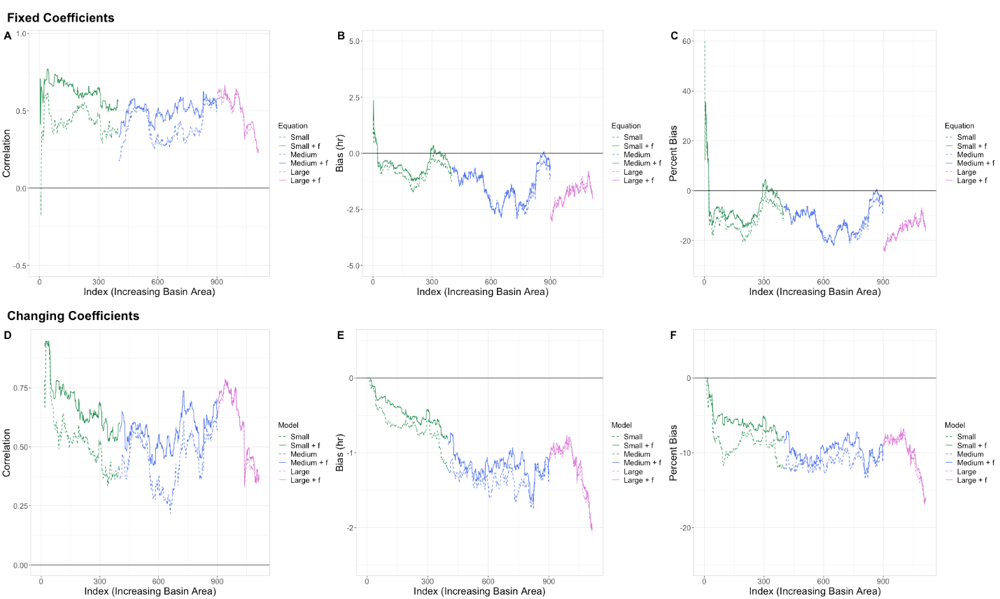 Fixed Coefficients
A
1.0
0.5
0.0
-0.5
Correlation
0
300
600
900
Index (Increasing Basin Area)
Equation
Small
Small + f
Medium
Medium + f
Large
Large + f
B
5.0
2.5
0.0
-2.5
-5.0
Bias (hr)
0
300
600
900
Index (Increasing Basin Area)
Equation
Small
Small + f
Medium
Medium + f
Large
Large + f
C
60
40
20
0
-20
Percent Bias
0
300
600
900
Index (Increasing Basin Area)
Equation
Small
Small + f
Medium
Medium + f
Large
Large + f
Changing Coefficients
D
0.75
0.50
0.25
0.00
Correlation
0
300
600
900
Index (Increasing Basin Area)
Model
Small
Small + f
Medium
Medium + f
Large
Large + f
E
0
-1
-2
Bias (hr)
0
300
600
900
Index (Increasing Basin Area)
Model
Small
Small + f
Medium
Medium + f
Large
Large + f
F
0
-10
-20
Percent Bias
0
300
600
900
Index (Increasing Basin Area)
Model
Small
Small + f
Medium
Medium + f
Large
Large + f